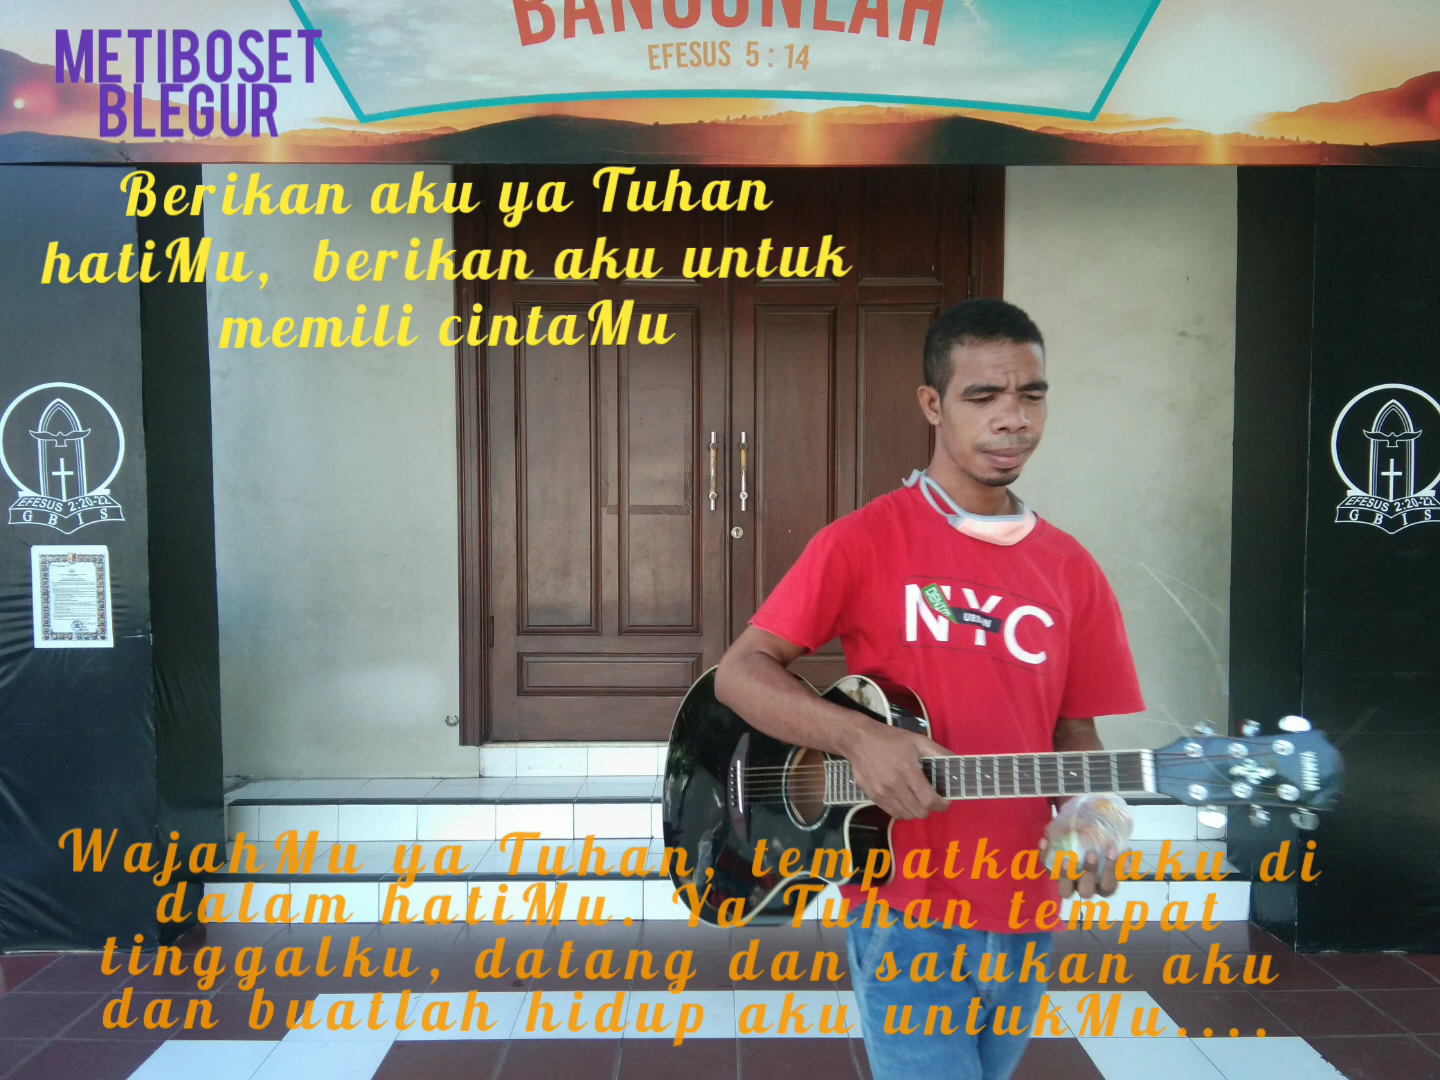 BANGUNLAH
EFESUS 5 : 14
METIBOSET
BLEGUR
Berikan aku ya Tuhan
hatiMu, berikan aku untuk
memili cintaMu
EFESUS 2:20-22
G B I S
EFESUS 2:20-22
G B I S
NYC
URBAN
YAMAHA
WajahMu ya Tuhan, tempatkan aku di
dalam hatiMu. Ya Tuhan tempat
tinggalku, datang dan satukan aku
dan buatlah hidup aku untukMu....